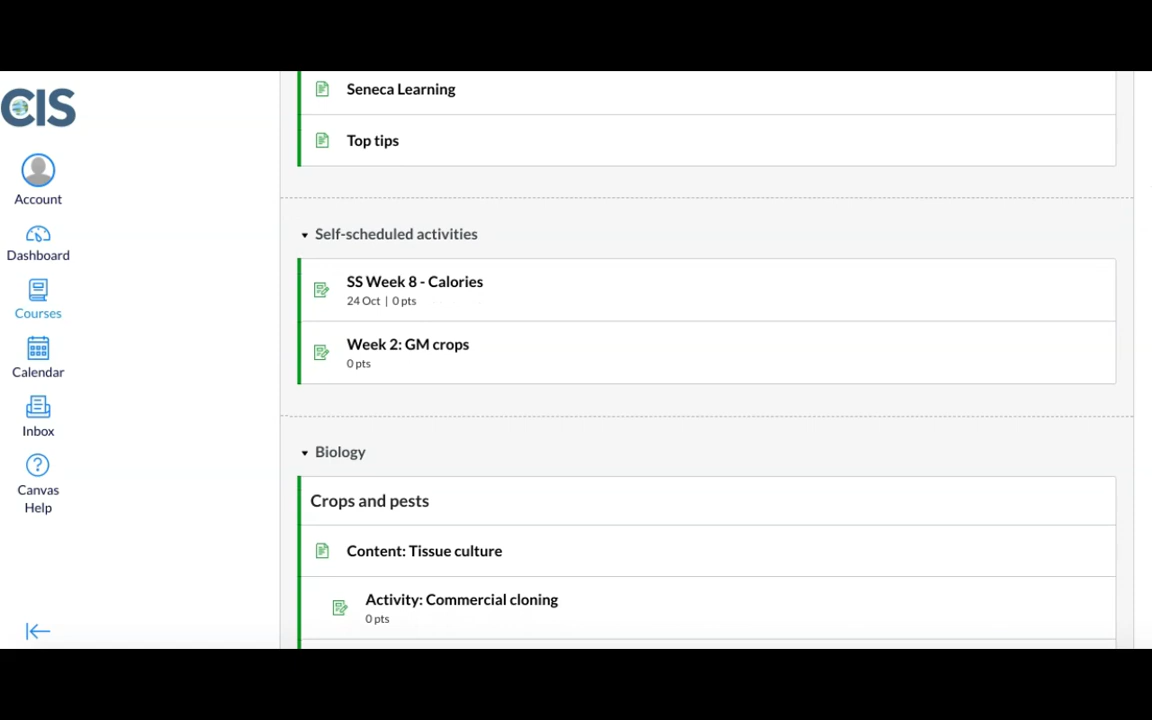 CIS
Account
Dashboard
Courses
Calendar
Inbox
Canvas
Help
Seneca Learning
Top tips
Self-scheduled activities
SS Week 8 - Calories
24 Oct | 0 pts
Week 2: GM crops
0 pts
Biology
Crops and pests
Content: Tissue culture
Activity: Commercial cloning
0 pts